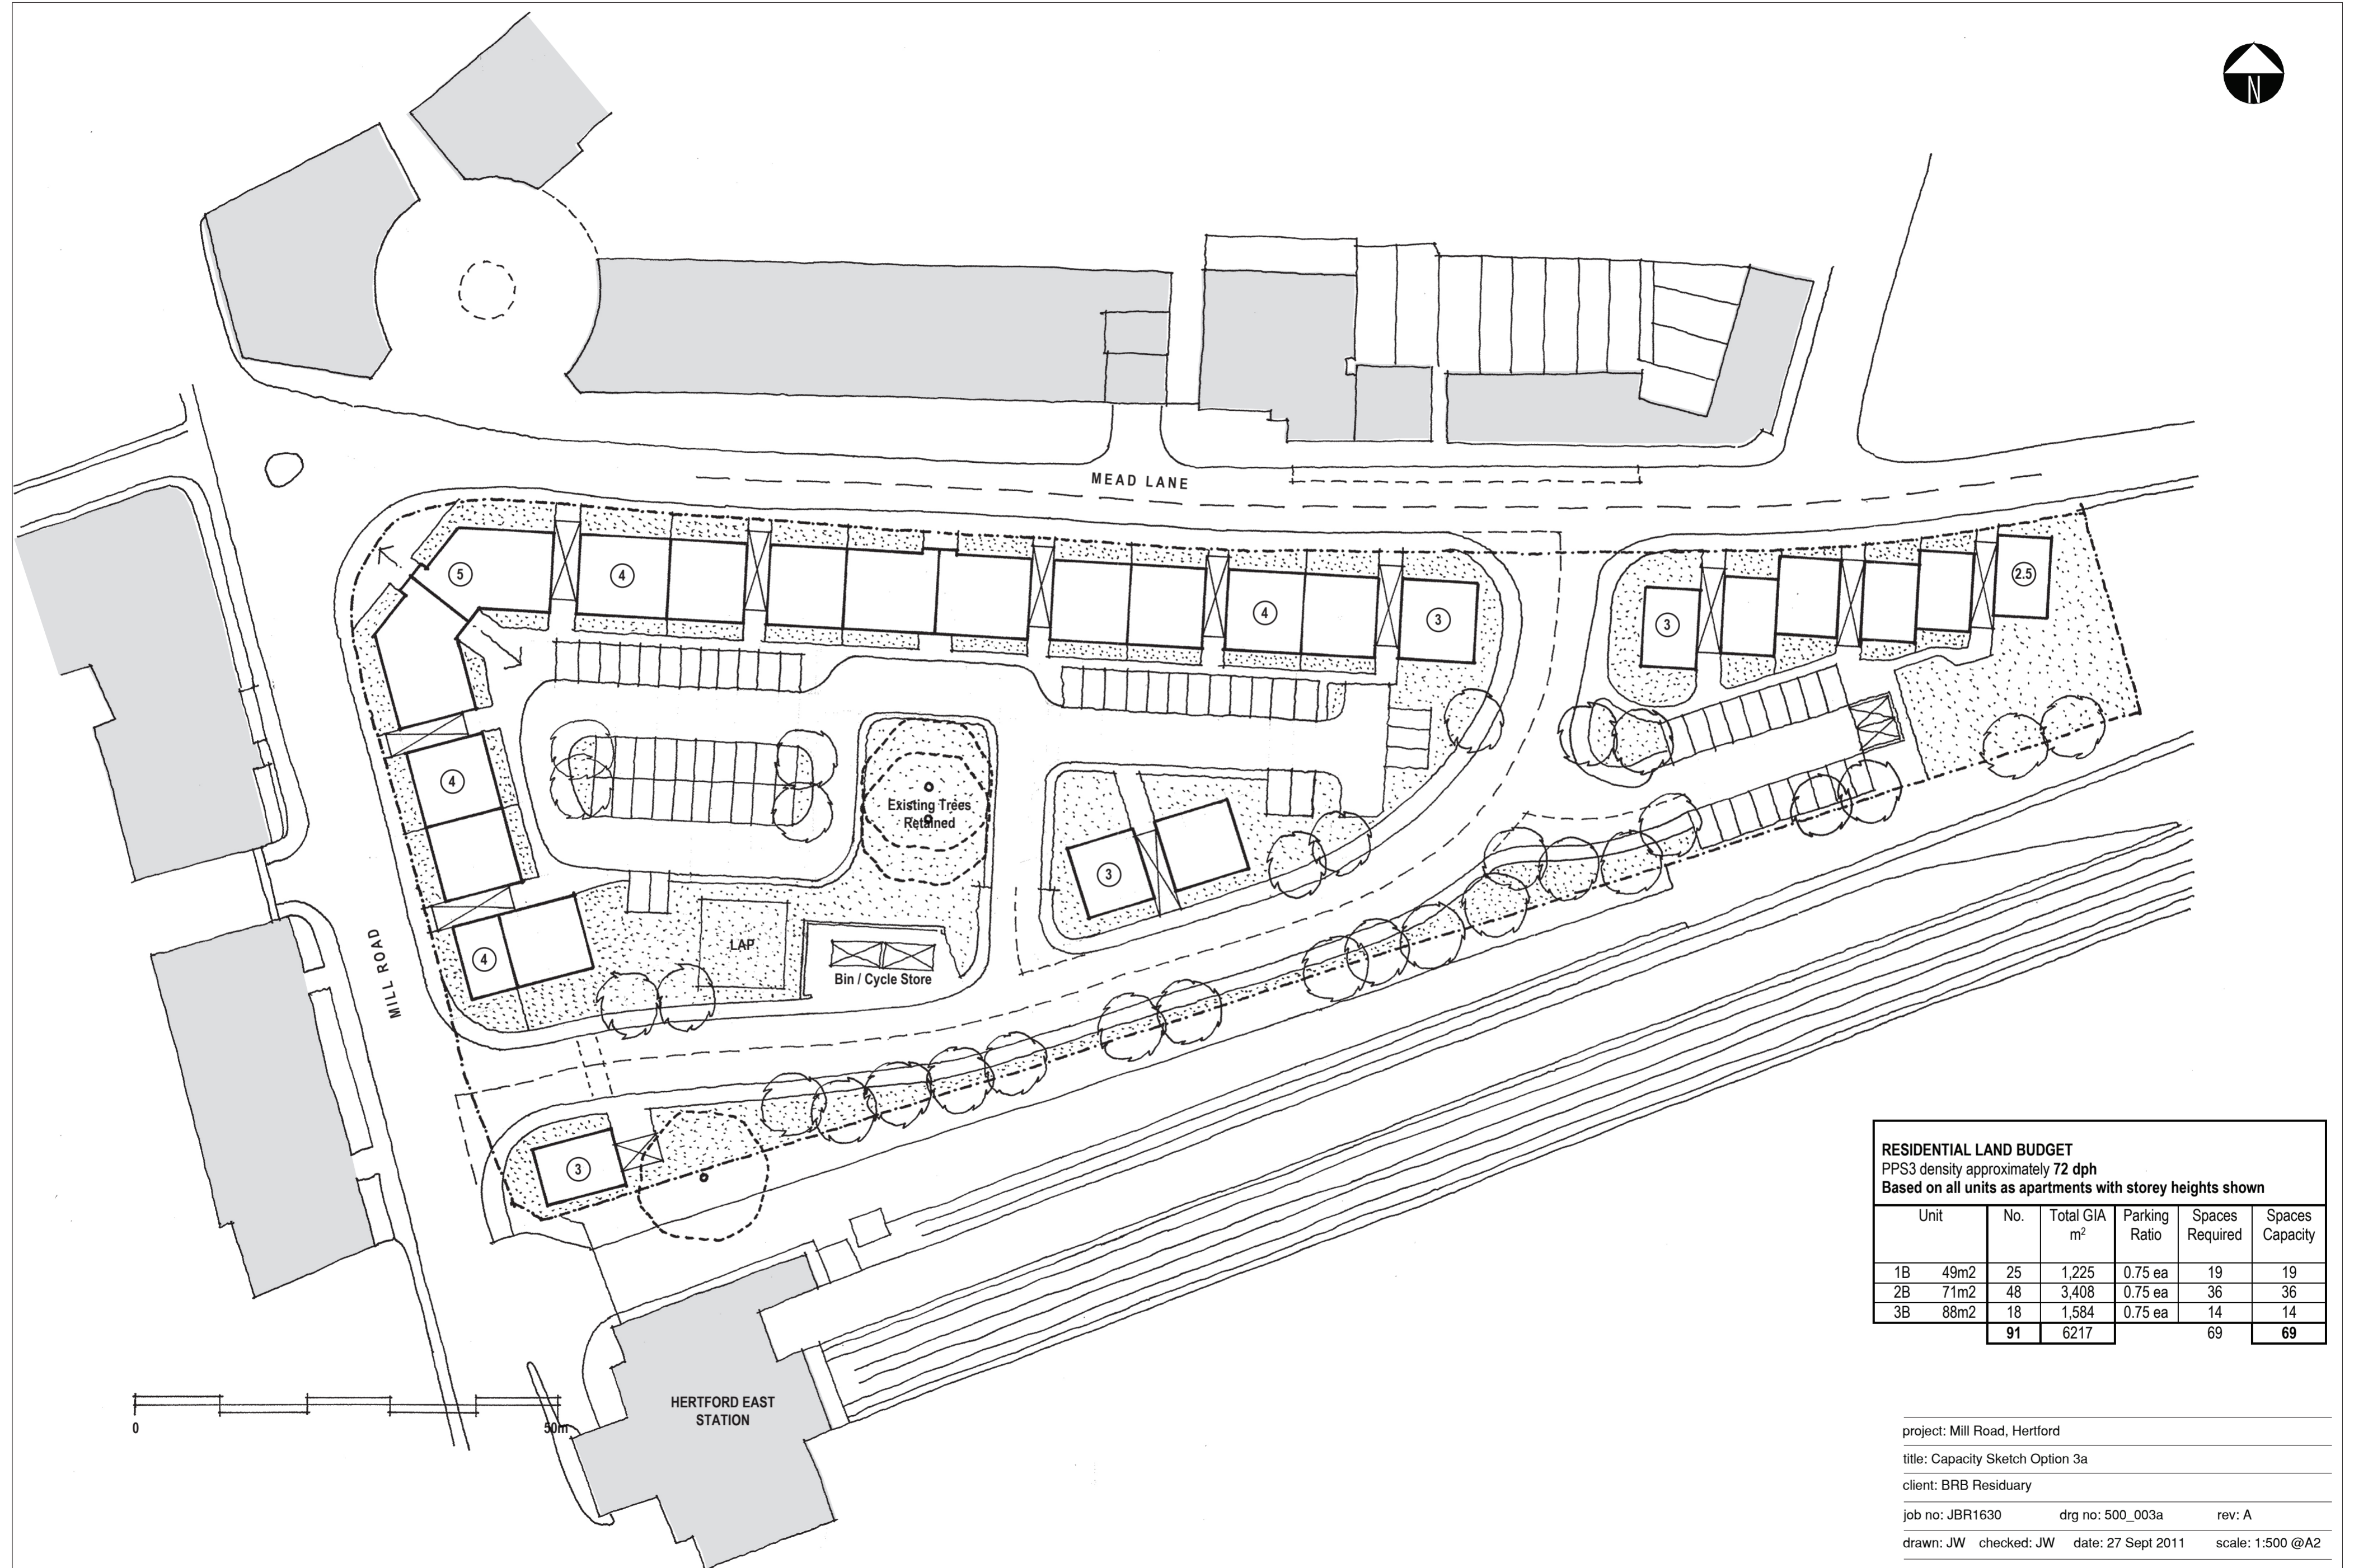 N
MEAD LANE
5
4
4
3
3
2.5
4
Existing Trees
Retained
3
4
LAP
Bin / Cycle Store
MILL ROAD
3
HERTFORD EAST
STATION
0
50m
RESIDENTIAL LAND BUDGET
PPS3 density approximately 72 dph
Based on all units as apartments with storey heights shown
Unit No. Total GIA m2 Parking Ratio Spaces Required Spaces Capacity
1B 49m2 25 1,225 0.75 ea 19 19
2B 71m2 48 3,408 0.75 ea 36 36
3B 88m2 18 1,584 0.75 ea 14 14
91 6217 69 69
project: Mill Road, Hertford
title: Capacity Sketch Option 3a
client: BRB Residuary
job no: JBR1630 drg no: 500_003a rev: A
drawn: JW checked: JW date: 27 Sept 2011 scale: 1:500 @A2